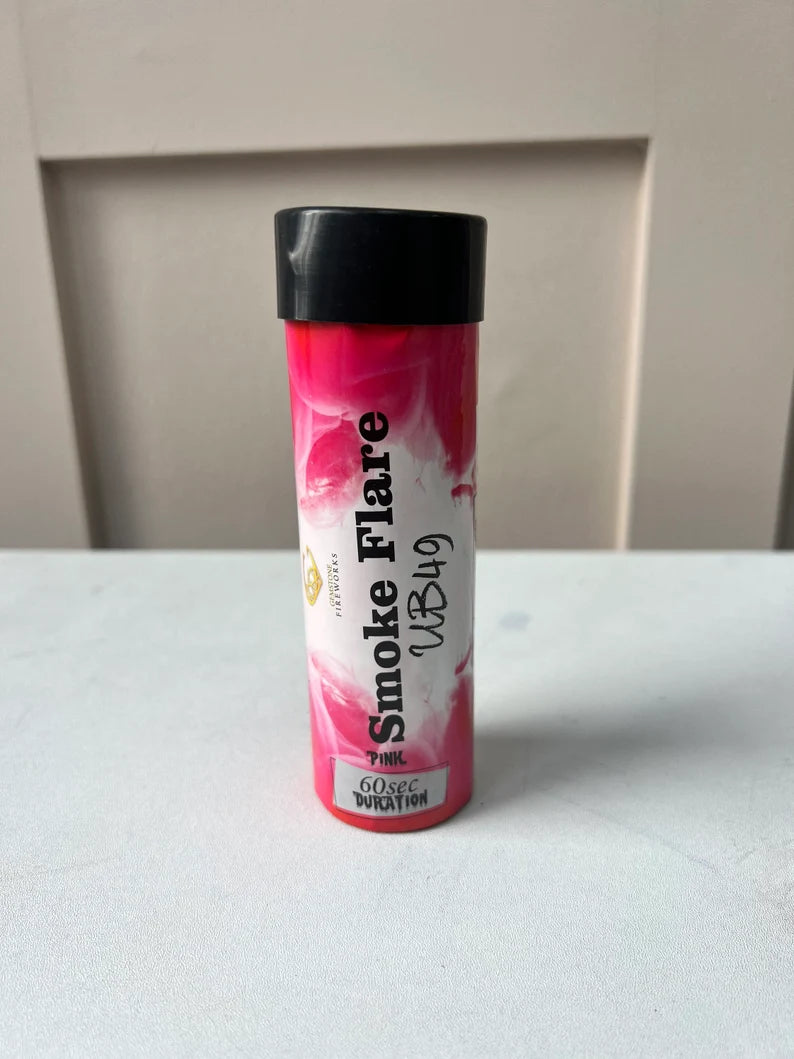 Smoke Flare
UB49
GEMSTONE
FIREWORKS
PINK
60sec
DURATION